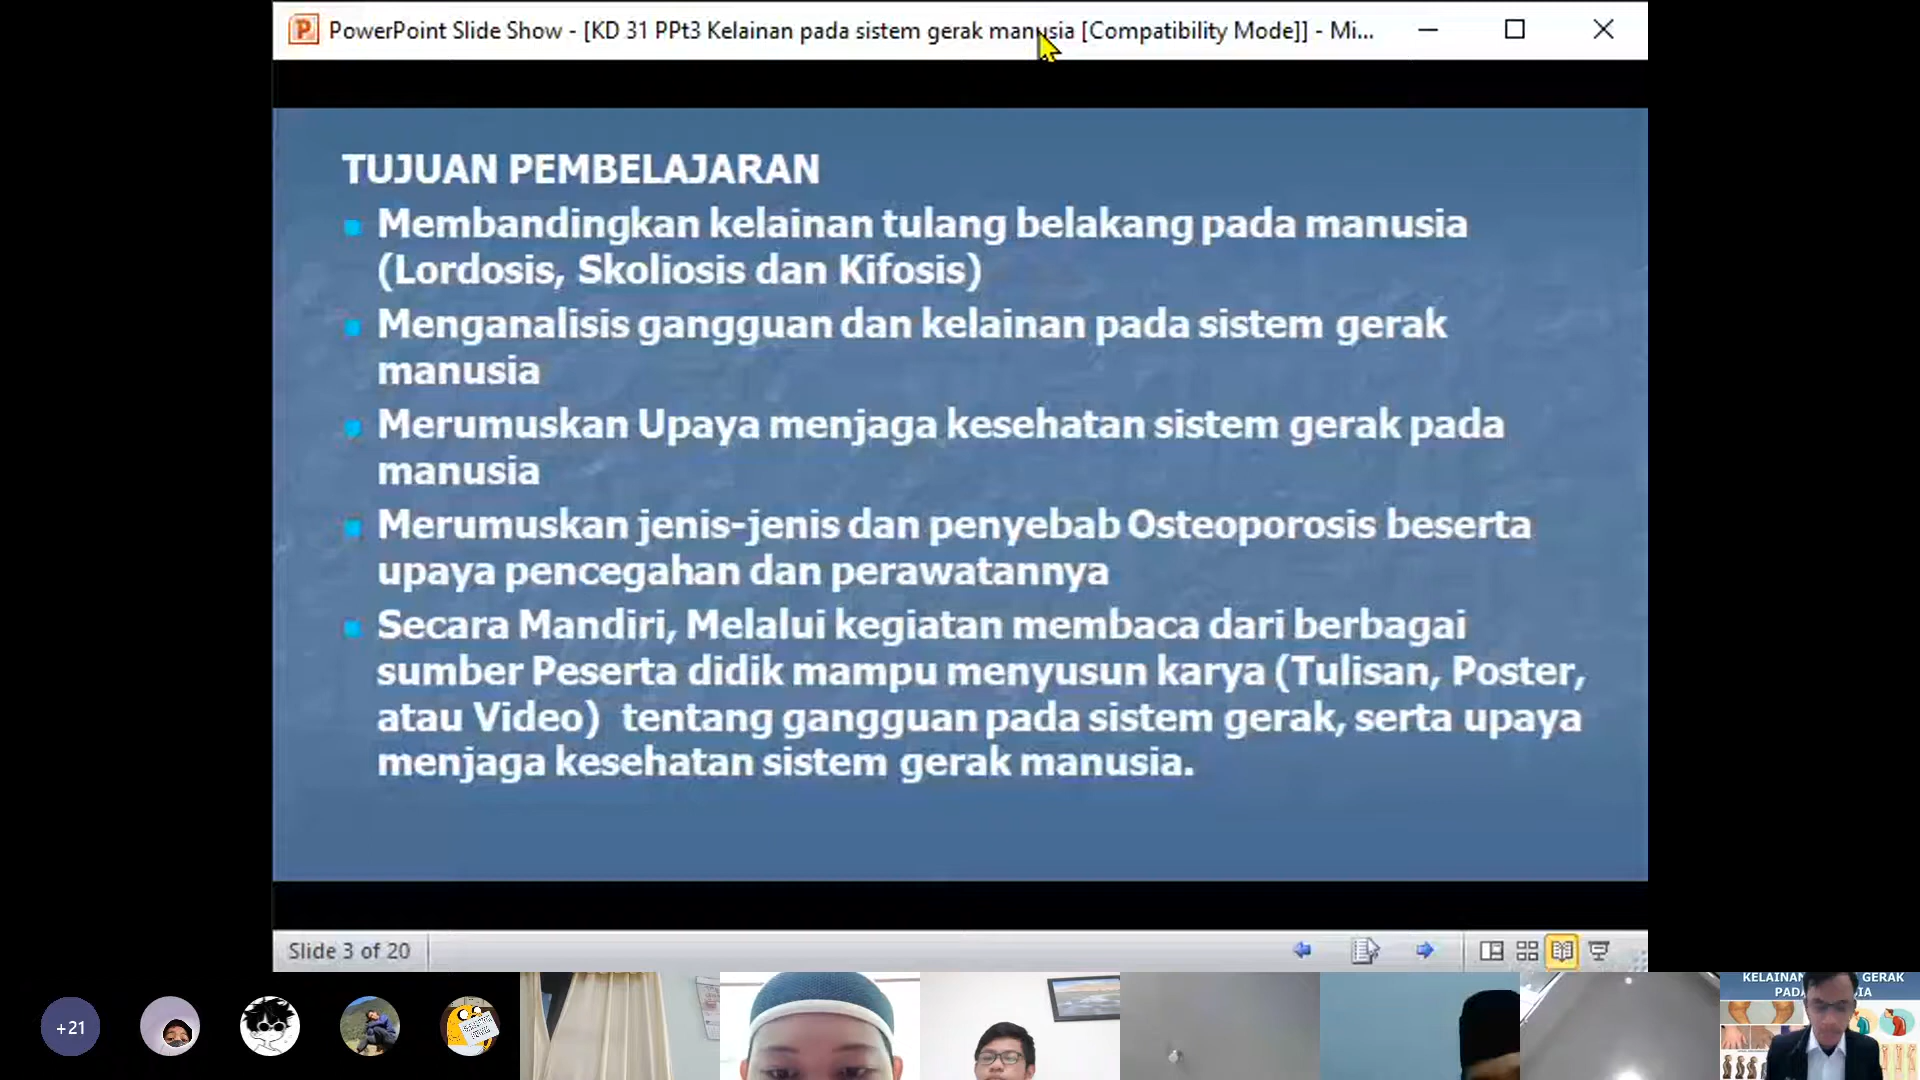 PowerPoint Slide Show - [KD 31 PPt3 Kelainan pada sistem gerak manusia [Compatibility Mode]] - Mi...
TUJUAN PEMBELAJARAN
Membandingkan kelainan tulang belakang pada manusia
(Lordosis, Skoliosis dan Kifosis)
Menganalisis gangguan dan kelainan pada sistem gerak
manusia
Merumuskan Upaya menjaga kesehatan sistem gerak pada
manusia
Merumuskan jenis-jenis dan penyebab Osteoporosis beserta
upaya pencegahan dan perawatannya
Secara Mandiri, Melalui kegiatan membaca dari berbagai
sumber Peserta didik mampu menyusun karya (Tulisan, Poster,
atau Video) tentang gangguan pada sistem gerak, serta upaya
menjaga kesehatan sistem gerak manusia.
Slide 3 of 20
+21
KELAINAN GERAK